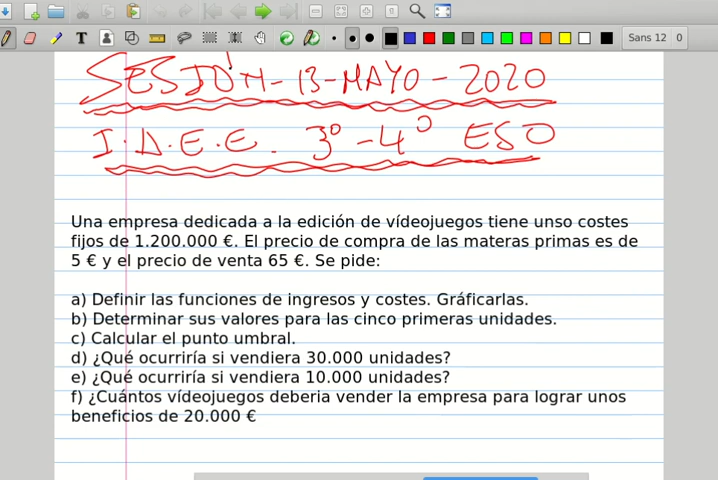 Sans 12 0
SESIÓN-13-MAYO-2020
I.D.E.E. 3º-4º ESO
Una empresa dedicada a la edición de vídejuegos tiene unso costes
fijos de 1.200.000 €. El precio de compra de las materas primas es de
5 € y el precio de venta 65 €. Se pide:
a) Definir las funciones de ingresos y costes. Gráficarlas.
b) Determinar sus valores para las cinco primeras unidades.
c) Calcular el punto umbral.
d) ¿Qué ocurriría si vendiera 30.000 unidades?
e) ¿Qué ocurriría si vendiera 10.000 unidades?
f) ¿Cuántos vídeojuegos deberia vender la empresa para lograr unos
beneficios de 20.000 €